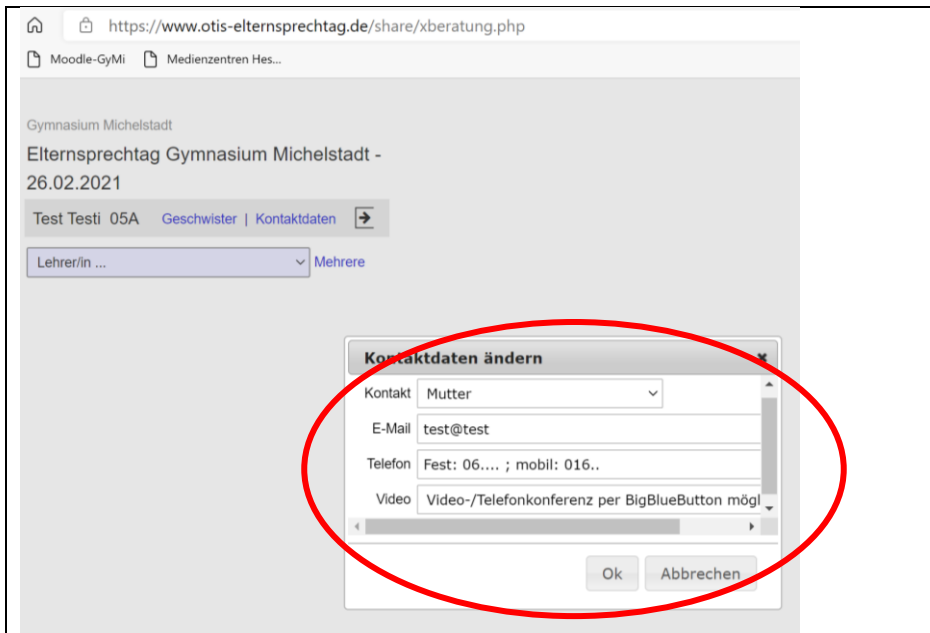 https://www.otis-elternsprechtag.de/share/xberatung.php
Moodle-GyMi Medienzentren Hes...
Gymnasium Michelstadt
Elternsprechtag Gymnasium Michelstadt -
26.02.2021
Test Testi 05A Geschwister | Kontaktdaten
Lehrer/in ... Mehrere
Kontaktdaten ändern
Kontakt Mutter
E-Mail test@test
Telefon Fest: 06.... ; mobil: 016..
Video Video-/Telefonkonferenz per BigBlueButton mögl
Ok Abbrechen